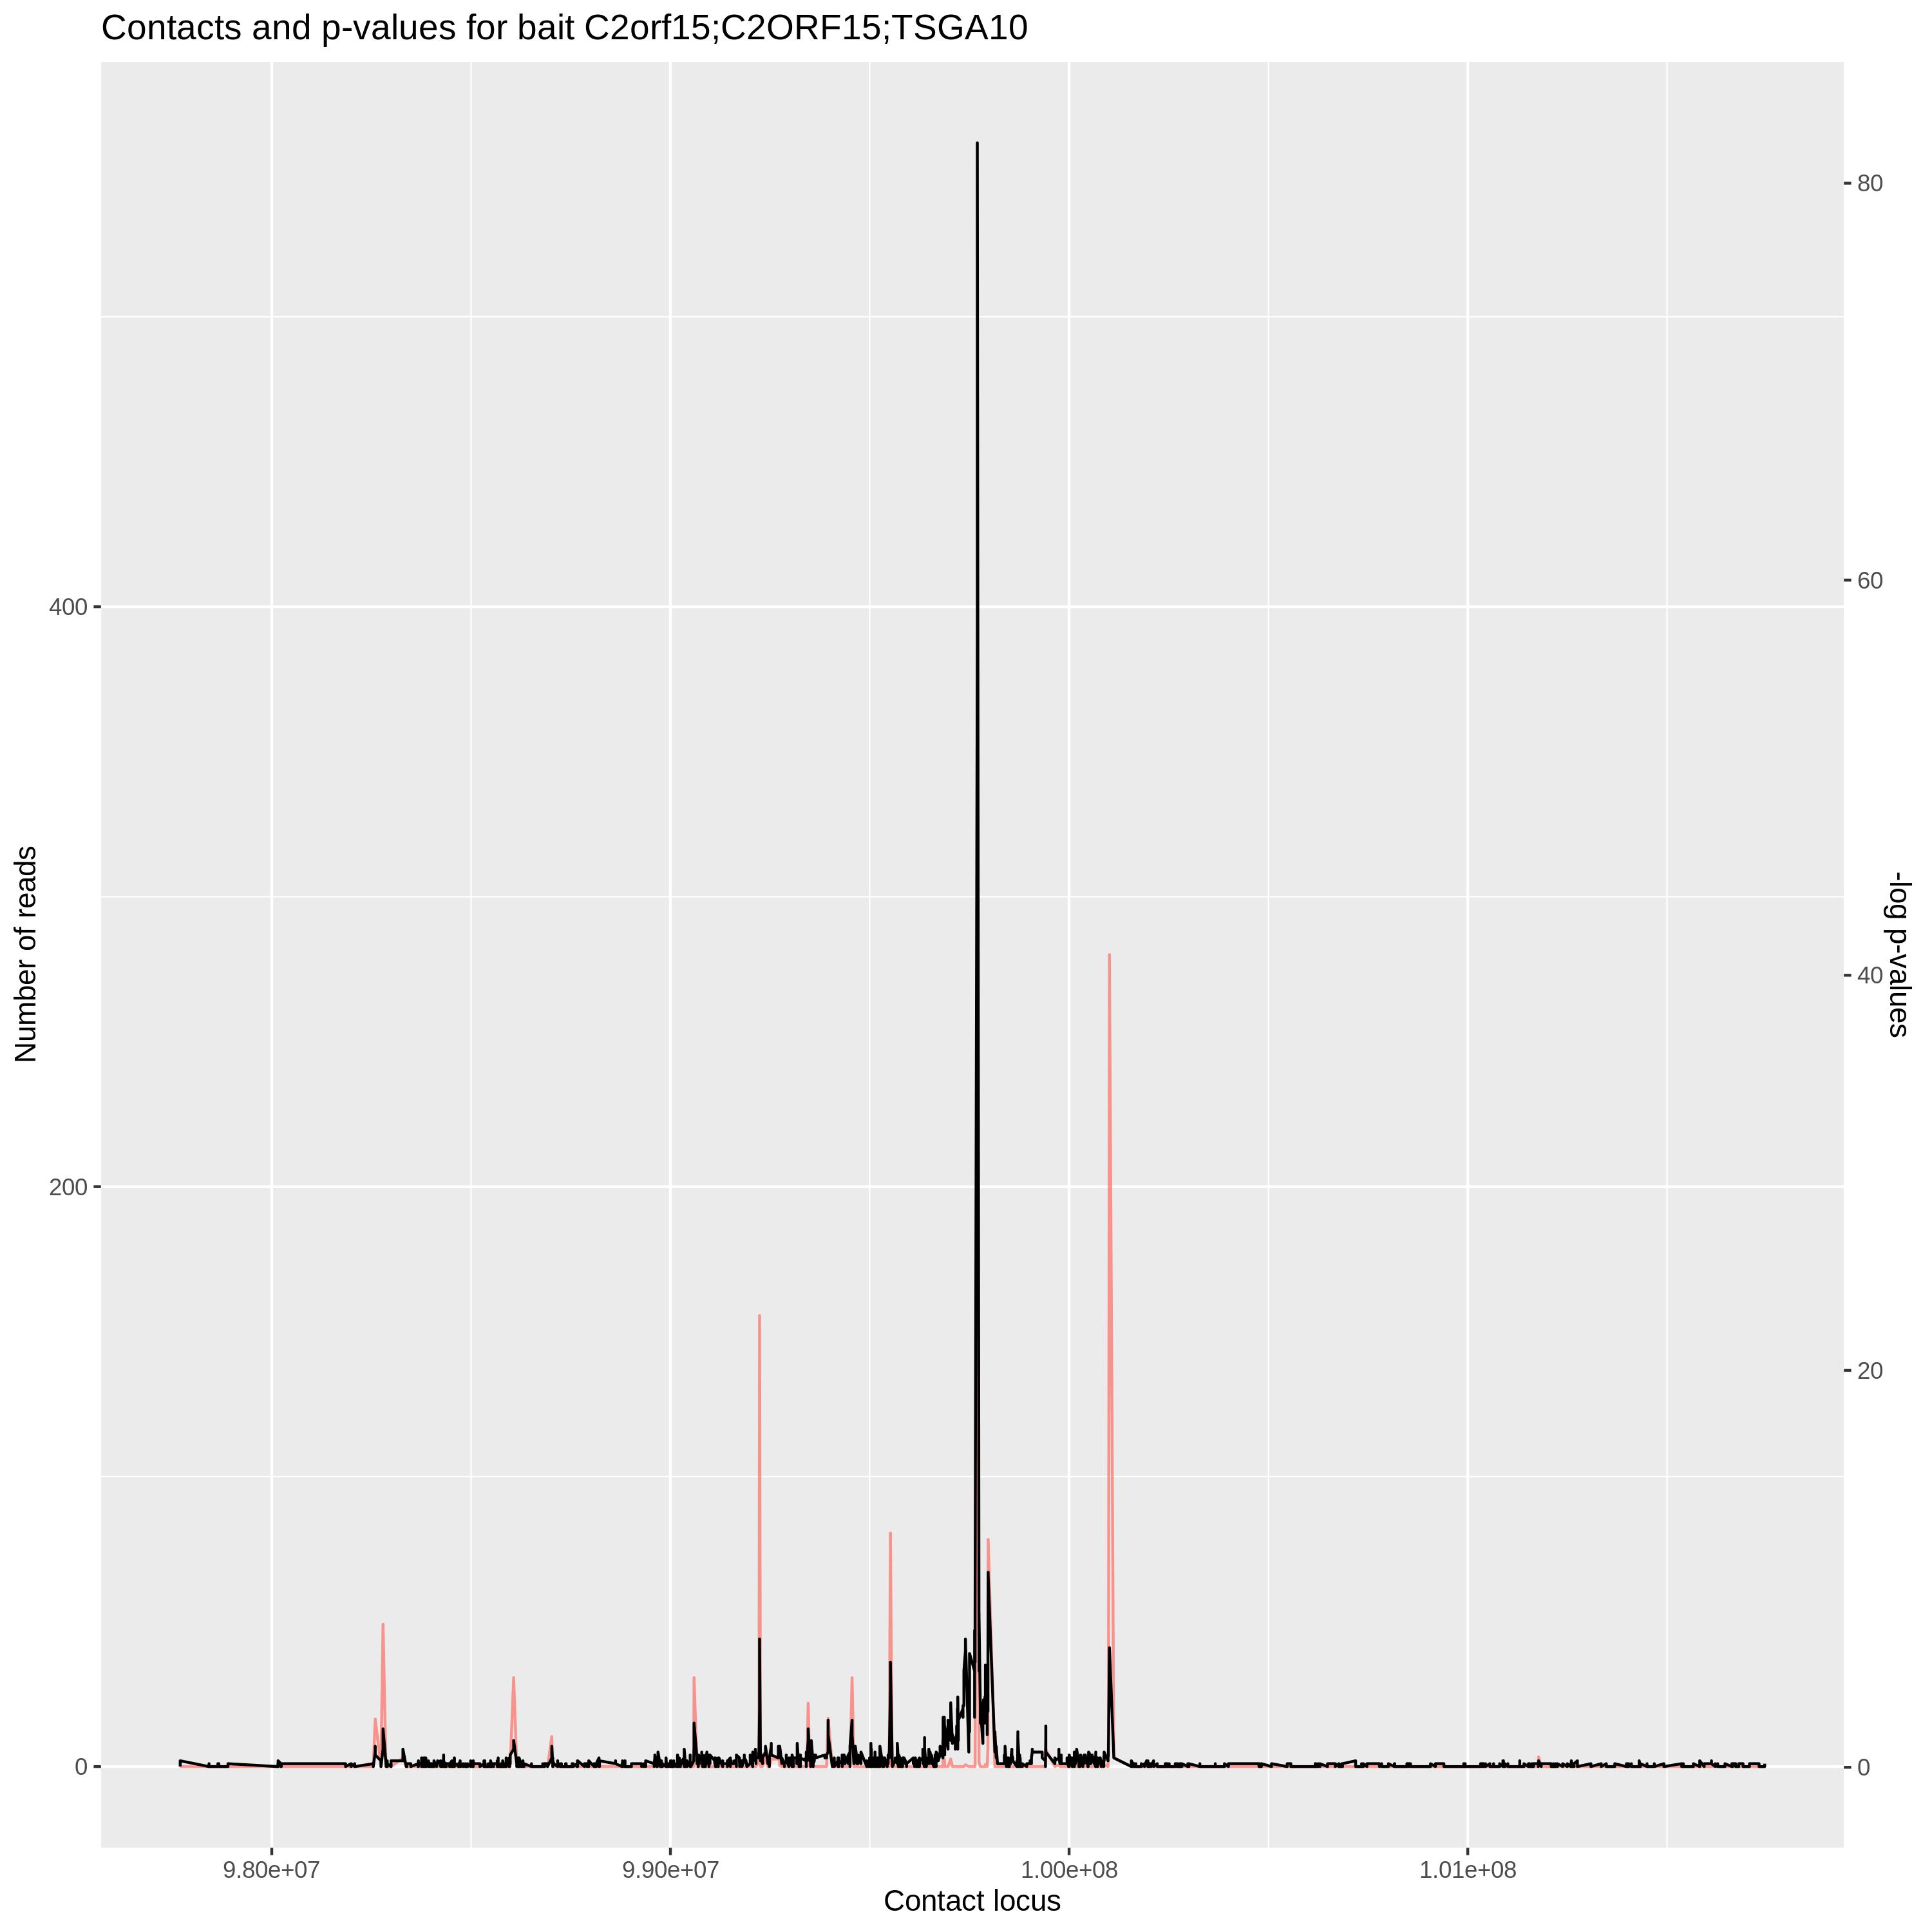 Contacts and p-values for bait C2orf15;C2ORF15;TSGA10
Number of reads
400
200
0
80
60
40
20
0
-log p-values
9.80e+07
9.90e+07
1.00e+08
1.01e+08
Contact locus